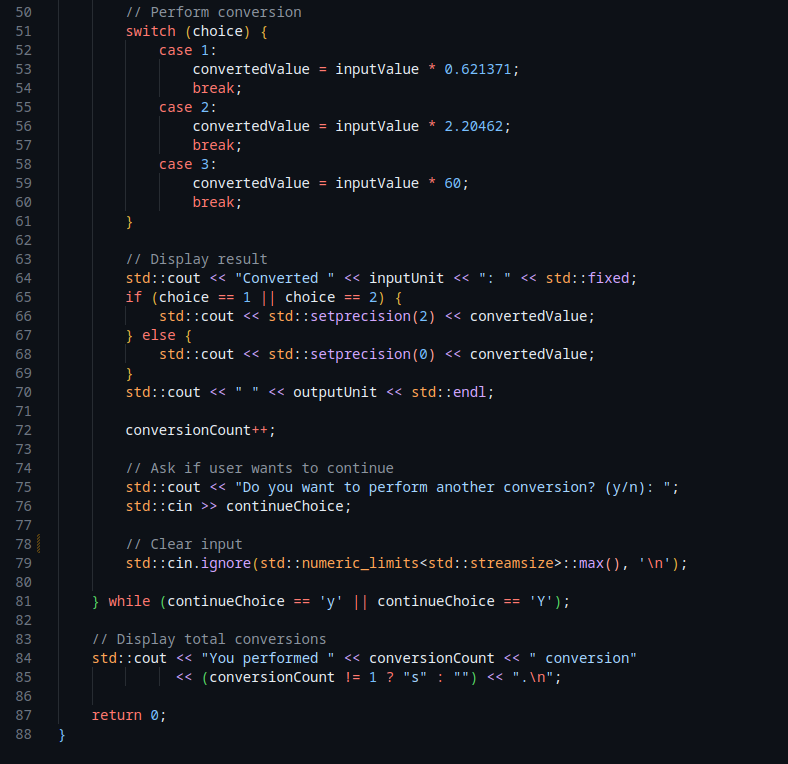 50         // Perform conversion
51         switch (choice) {
52             case 1:
53                 convertedValue = inputValue * 0.621371;
54                 break;
55             case 2:
56                 convertedValue = inputValue * 2.20462;
57                 break;
58             case 3:
59                 convertedValue = inputValue * 60;
60                 break;
61         }
62
63         // Display result
64         std::cout << "Converted " << inputUnit << ": " << std::fixed;
65         if (choice == 1 || choice == 2) {
66             std::cout << std::setprecision(2) << convertedValue;
67         } else {
68             std::cout << std::setprecision(0) << convertedValue;
69         }
70         std::cout << " " << outputUnit << std::endl;
71
72         conversionCount++;
73
74         // Ask if user wants to continue
75         std::cout << "Do you want to perform another conversion? (y/n): ";
76         std::cin >> continueChoice;
77
78         // Clear input
79         std::cin.ignore(std::numeric_limits<std::streamsize>::max(), '\n');
80
81     } while (continueChoice == 'y' || continueChoice == 'Y');
82
83     // Display total conversions
84     std::cout << "You performed " << conversionCount << " conversion"
85               << (conversionCount != 1 ? "s" : "") << ".\n";
86
87     return 0;
88 }